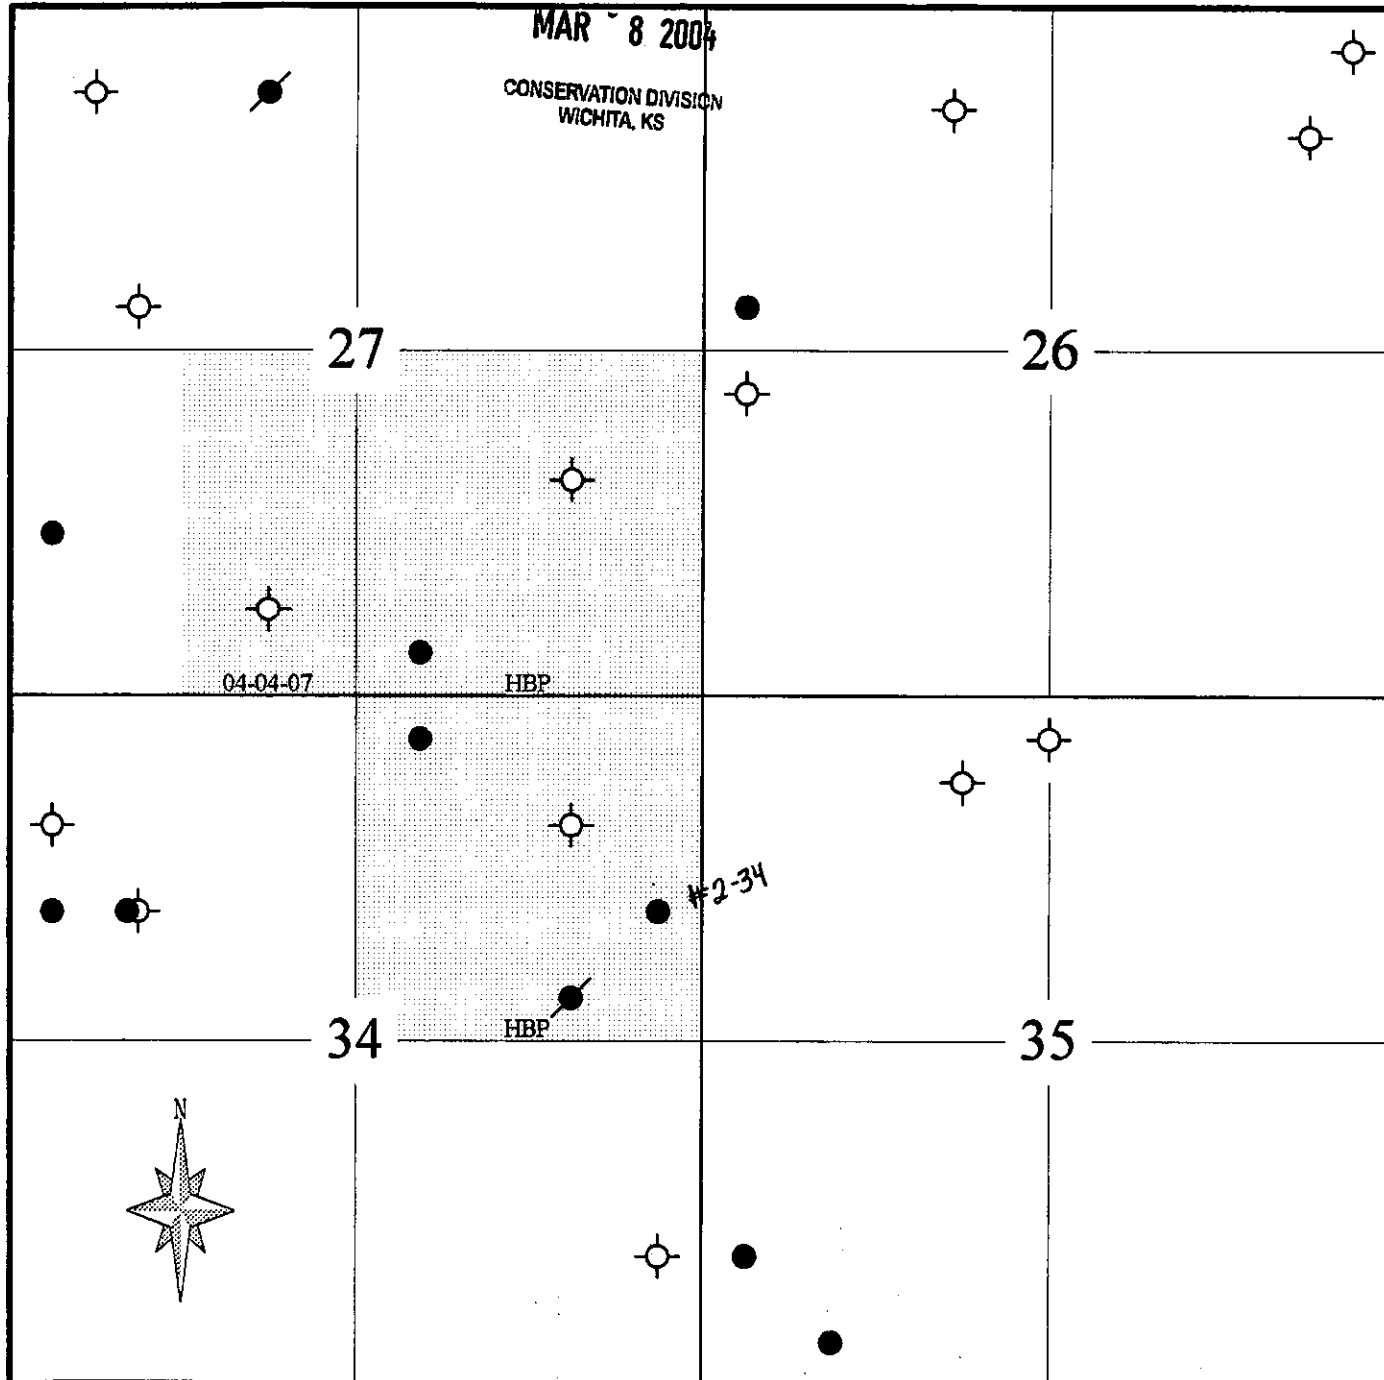 MAR 8 2004
CONSERVATION DIVISION
WICHITA, KS
27
26
04-04-07
HBP
#2-34
34
HBP
35
N